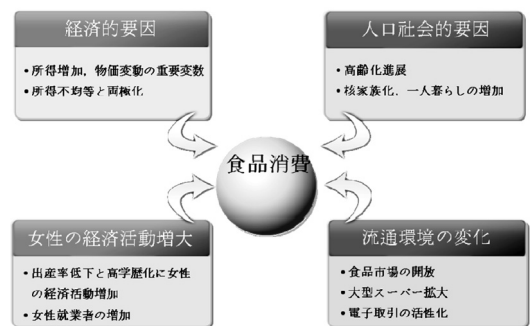 経済的要因
・所得増加，物価変動の重要変数
・所得不均等と両極化
人口社会的要因
・高齢化進展
・核家族化、一人暮らしの増加
食品消費
女性の経済活動増大
・出産率低下と高学歴化に女性
の経済活動増加
・女性就業者の増加
流通環境の変化
・食品市場の開放
・大型スーパー拡大
・電子取引の活性化